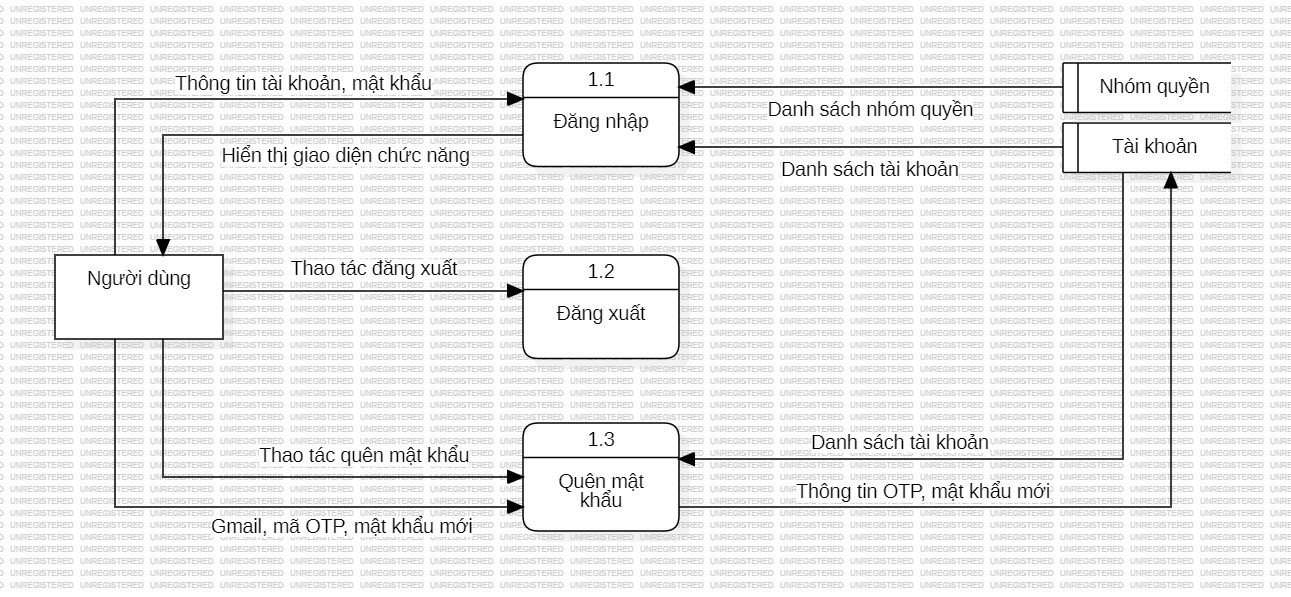 Thông tin tài khoản, mật khẩu
1.1
Đăng nhập
Hiển thị giao diện chức năng
Danh sách nhóm quyền
Nhóm quyền
Danh sách tài khoản
Tài khoản
Người dùng
Thao tác đăng xuất
1.2
Đăng xuất
Thao tác quên mật khẩu
1.3
Quên mật
khẩu
Gmail, mã OTP, mật khẩu mới
Danh sách tài khoản
Thông tin OTP, mật khẩu mới
UNREGISTERED